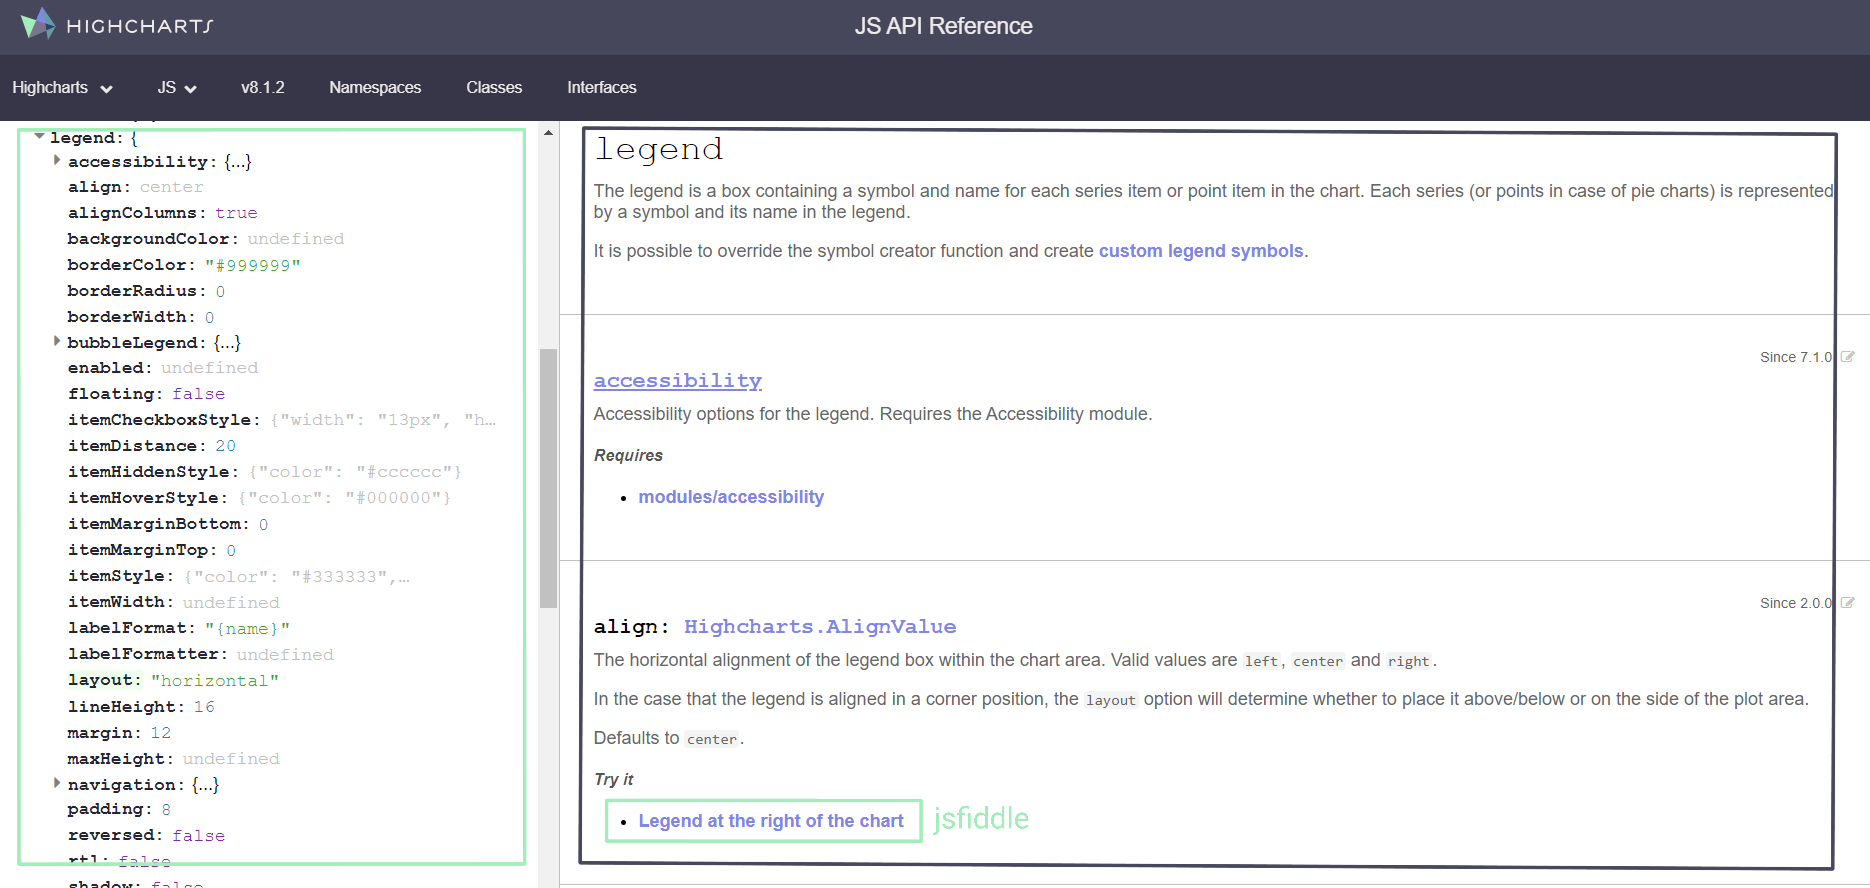 HIGHCHARTS
JS API Reference
Highcharts JS v8.1.2 Namespaces Classes Interfaces
legend: {
accessibility: {...}
align: center
alignColumns: true
backgroundColor: undefined
borderColor: "#999999"
borderRadius: 0
borderWidth: 0
bubbleLegend: {...}
enabled: undefined
floating: false
itemCheckboxStyle: {"width": "13px", "h...
itemDistance: 20
itemHiddenStyle: {"color": "#cccccc"}
itemHoverStyle: {"color": "#000000"}
itemMarginBottom: 0
itemMarginTop: 0
itemStyle: {"color": "#333333",...
itemWidth: undefined
labelFormat: "{name}"
labelFormatter: undefined
layout: "horizontal"
lineHeight: 16
margin: 12
maxHeight: undefined
navigation: {...}
padding: 8
reversed: false
rtl: false
shadow: false
legend
The legend is a box containing a symbol and name for each series item or point item in the chart. Each series (or points in case of pie charts) is represented
by a symbol and its name in the legend.
It is possible to override the symbol creator function and create custom legend symbols.
Since 7.1.0
accessibility
Accessibility options for the legend. Requires the Accessibility module.
Requires
• modules/accessibility
Since 2.0.0
align: Highcharts.AlignValue
The horizontal alignment of the legend box within the chart area. Valid values are left, center and right.
In the case that the legend is aligned in a corner position, the layout option will determine whether to place it above/below or on the side of the plot area.
Defaults to center.
Try it
• Legend at the right of the chart
jsfiddle